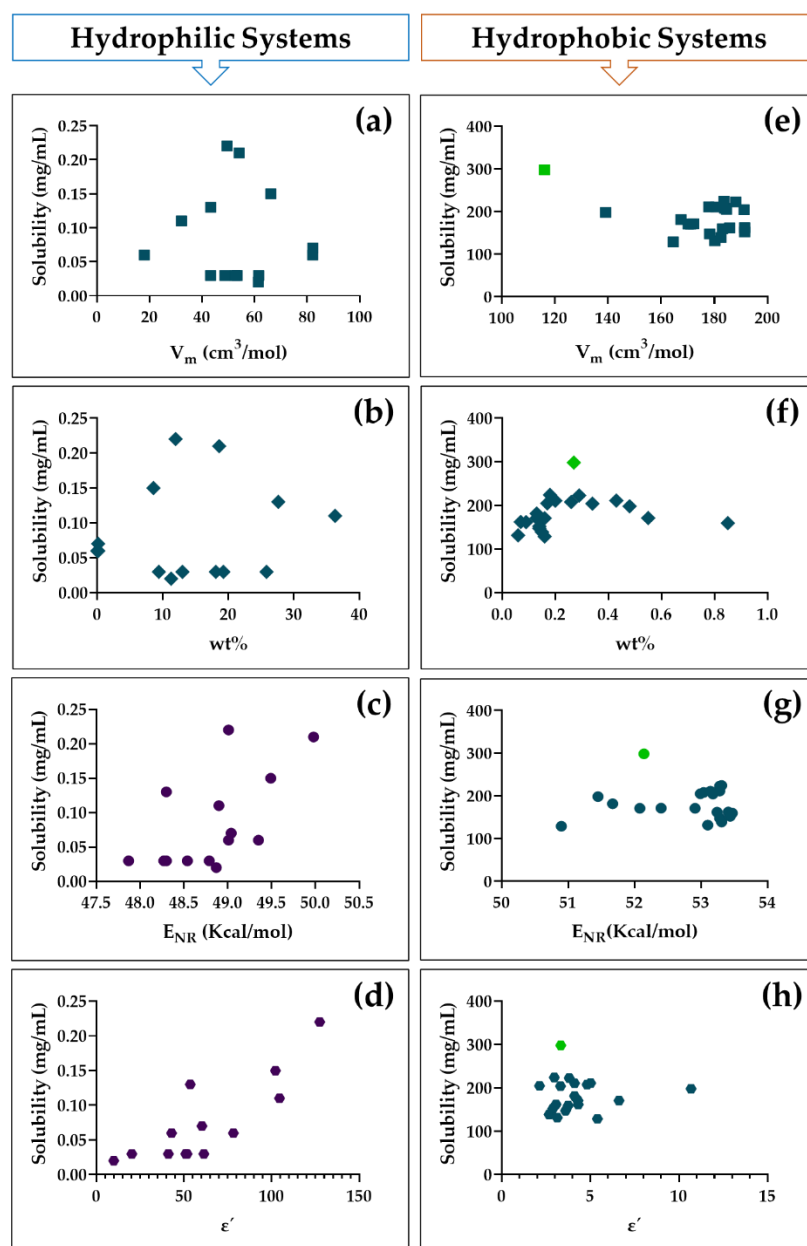 Hydrophilic Systems
Hydrophobic Systems
(a)
Solubility (mg/mL)
0.25
0.20
0.15
0.10
0.05
0.00
0 20 40 60 80 100
Vm (cm³/mol)
(e)
Solubility (mg/mL)
400
300
200
100
0
100 120 140 160 180 200
Vm (cm³/mol)
(b)
Solubility (mg/mL)
0.25
0.20
0.15
0.10
0.05
0.00
0 10 20 30 40
wt%
(f)
Solubility (mg/mL)
400
300
200
100
0
0.0 0.2 0.4 0.6 0.8 1.0
wt%
(c)
Solubility (mg/mL)
0.25
0.20
0.15
0.10
0.05
0.00
47.5 48.0 48.5 49.0 49.5 50.0 50.5
ENR (Kcal/mol)
(g)
Solubility (mg/mL)
400
300
200
100
0
50 51 52 53 54
ENR(Kcal/mol)
(d)
Solubility (mg/mL)
0.25
0.20
0.15
0.10
0.05
0.00
0 50 100 150
ε′
(h)
Solubility (mg/mL)
400
300
200
100
0
0 5 10 15
ε′